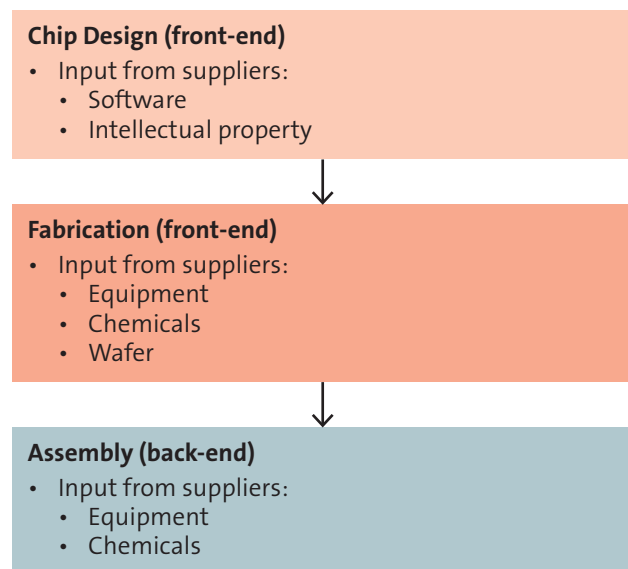 Chip Design (front-end)
• Input from suppliers:
• Software
• Intellectual property
Fabrication (front-end)
• Input from suppliers:
• Equipment
• Chemicals
• Wafer
Assembly (back-end)
• Input from suppliers:
• Equipment
• Chemicals